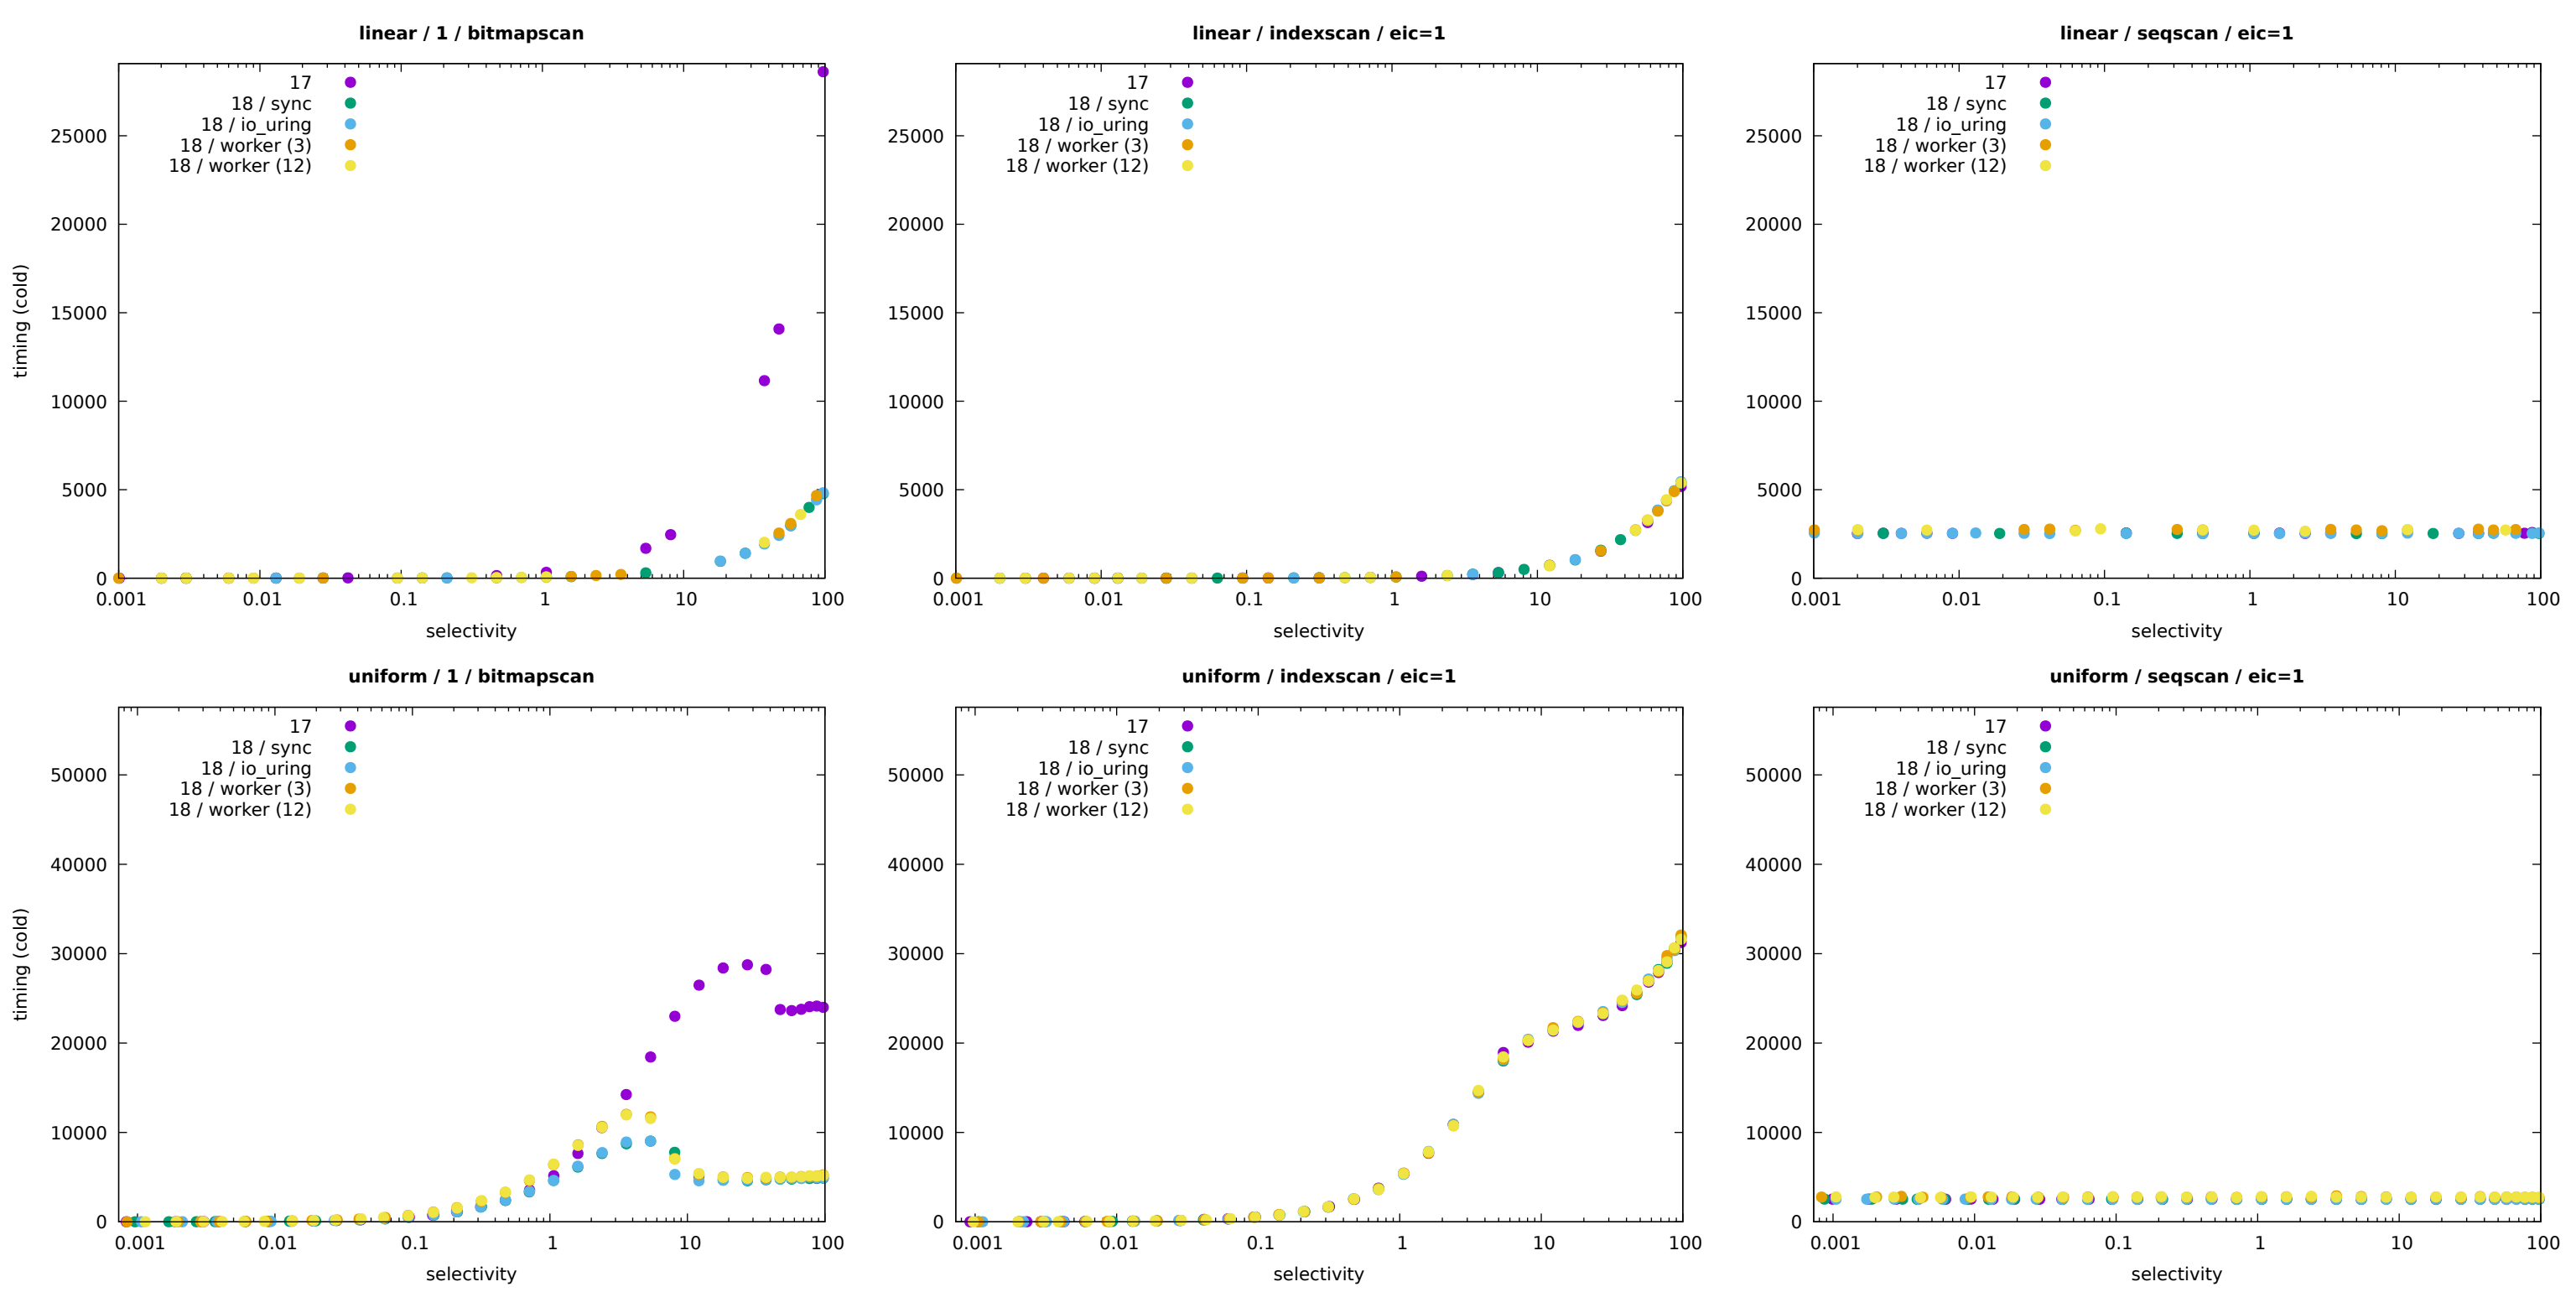 linear / 1 / bitmapscan
timing (cold)
25000
20000
15000
10000
5000
0
17
18 / sync
18 / io_uring
18 / worker (3)
18 / worker (12)
0.001 0.01 0.1 1 10 100
selectivity
linear / indexscan / eic=1
25000
20000
15000
10000
5000
0
17
18 / sync
18 / io_uring
18 / worker (3)
18 / worker (12)
0.001 0.01 0.1 1 10 100
selectivity
linear / seqscan / eic=1
25000
20000
15000
10000
5000
0
17
18 / sync
18 / io_uring
18 / worker (3)
18 / worker (12)
0.001 0.01 0.1 1 10 100
selectivity
uniform / 1 / bitmapscan
timing (cold)
50000
40000
30000
20000
10000
0
17
18 / sync
18 / io_uring
18 / worker (3)
18 / worker (12)
0.001 0.01 0.1 1 10 100
selectivity
uniform / indexscan / eic=1
50000
40000
30000
20000
10000
0
17
18 / sync
18 / io_uring
18 / worker (3)
18 / worker (12)
0.001 0.01 0.1 1 10 100
selectivity
uniform / seqscan / eic=1
50000
40000
30000
20000
10000
0
17
18 / sync
18 / io_uring
18 / worker (3)
18 / worker (12)
0.001 0.01 0.1 1 10 100
selectivity